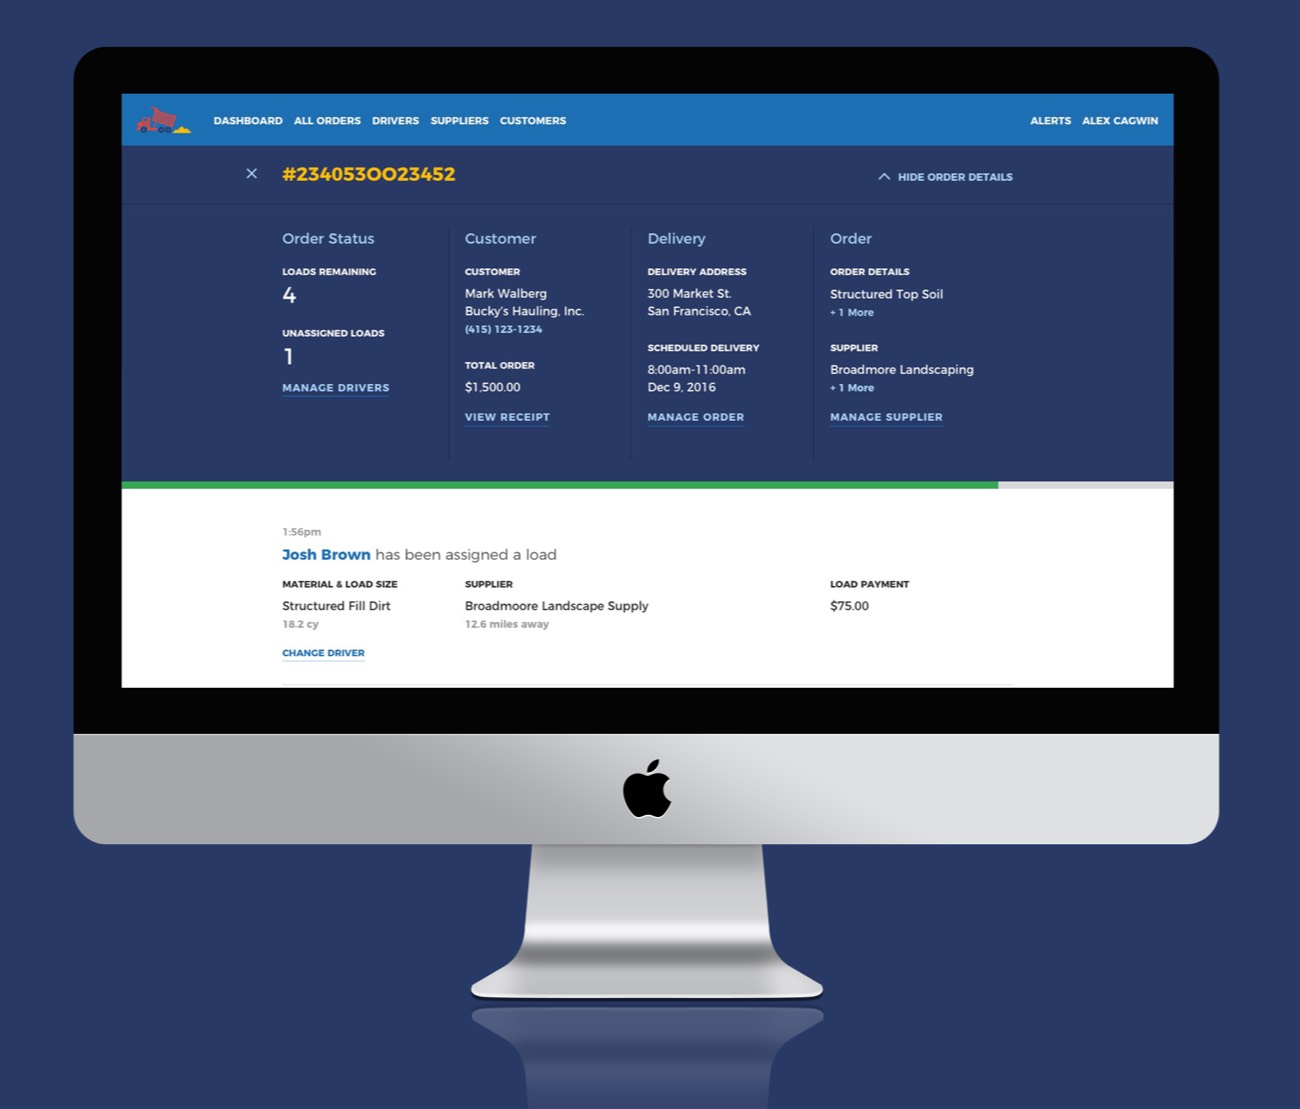 DASHBOARD ALL ORDERS DRIVERS SUPPLIERS CUSTOMERS ALERTS ALEX CAGWIN
#2340530023452 HIDE ORDER DETAILS
Order Status
LOADS REMAINING
4
UNASSIGNED LOADS
1
MANAGE DRIVERS
Customer
CUSTOMER
Mark Walberg
Bucky's Hauling, Inc.
(415) 123-1234
TOTAL ORDER
$1,500.00
VIEW RECEIPT
Delivery
DELIVERY ADDRESS
300 Market St.
San Francisco, CA
SCHEDULED DELIVERY
8:00am-11:00am
Dec 9, 2016
MANAGE ORDER
Order
ORDER DETAILS
Structured Top Soil
+ 1 More
SUPPLIER
Broadmore Landscaping
+ 1 More
MANAGE SUPPLIER
1:56pm
Josh Brown has been assigned a load
MATERIAL & LOAD SIZE
Structured Fill Dirt
18.2 cy
SUPPLIER
Broadmoore Landscape Supply
12.6 miles away
LOAD PAYMENT
$75.00
CHANGE DRIVER